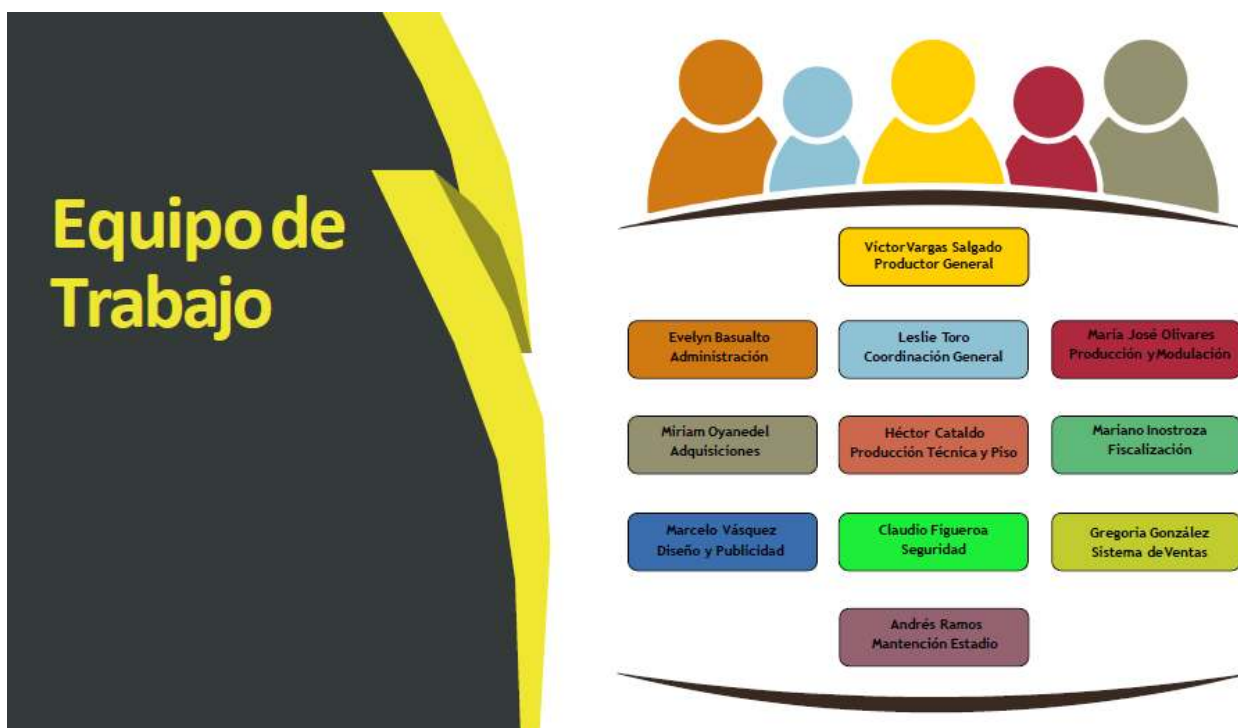 Equipo de
Trabajo
Víctor Vargas Salgado
Productor General
Evelyn Basualto
Administración
Leslie Toro
Coordinación General
María José Olivares
Producción y Modulación
Miriam Oyanedel
Adquisiciones
Héctor Cataldo
Producción Técnica y Piso
Mariano Inostroza
Fiscalización
Marcelo Vásquez
Diseño y Publicidad
Claudio Figueroa
Seguridad
Gregoria González
Sistema de Ventas
Andrés Ramos
Mantención Estadio